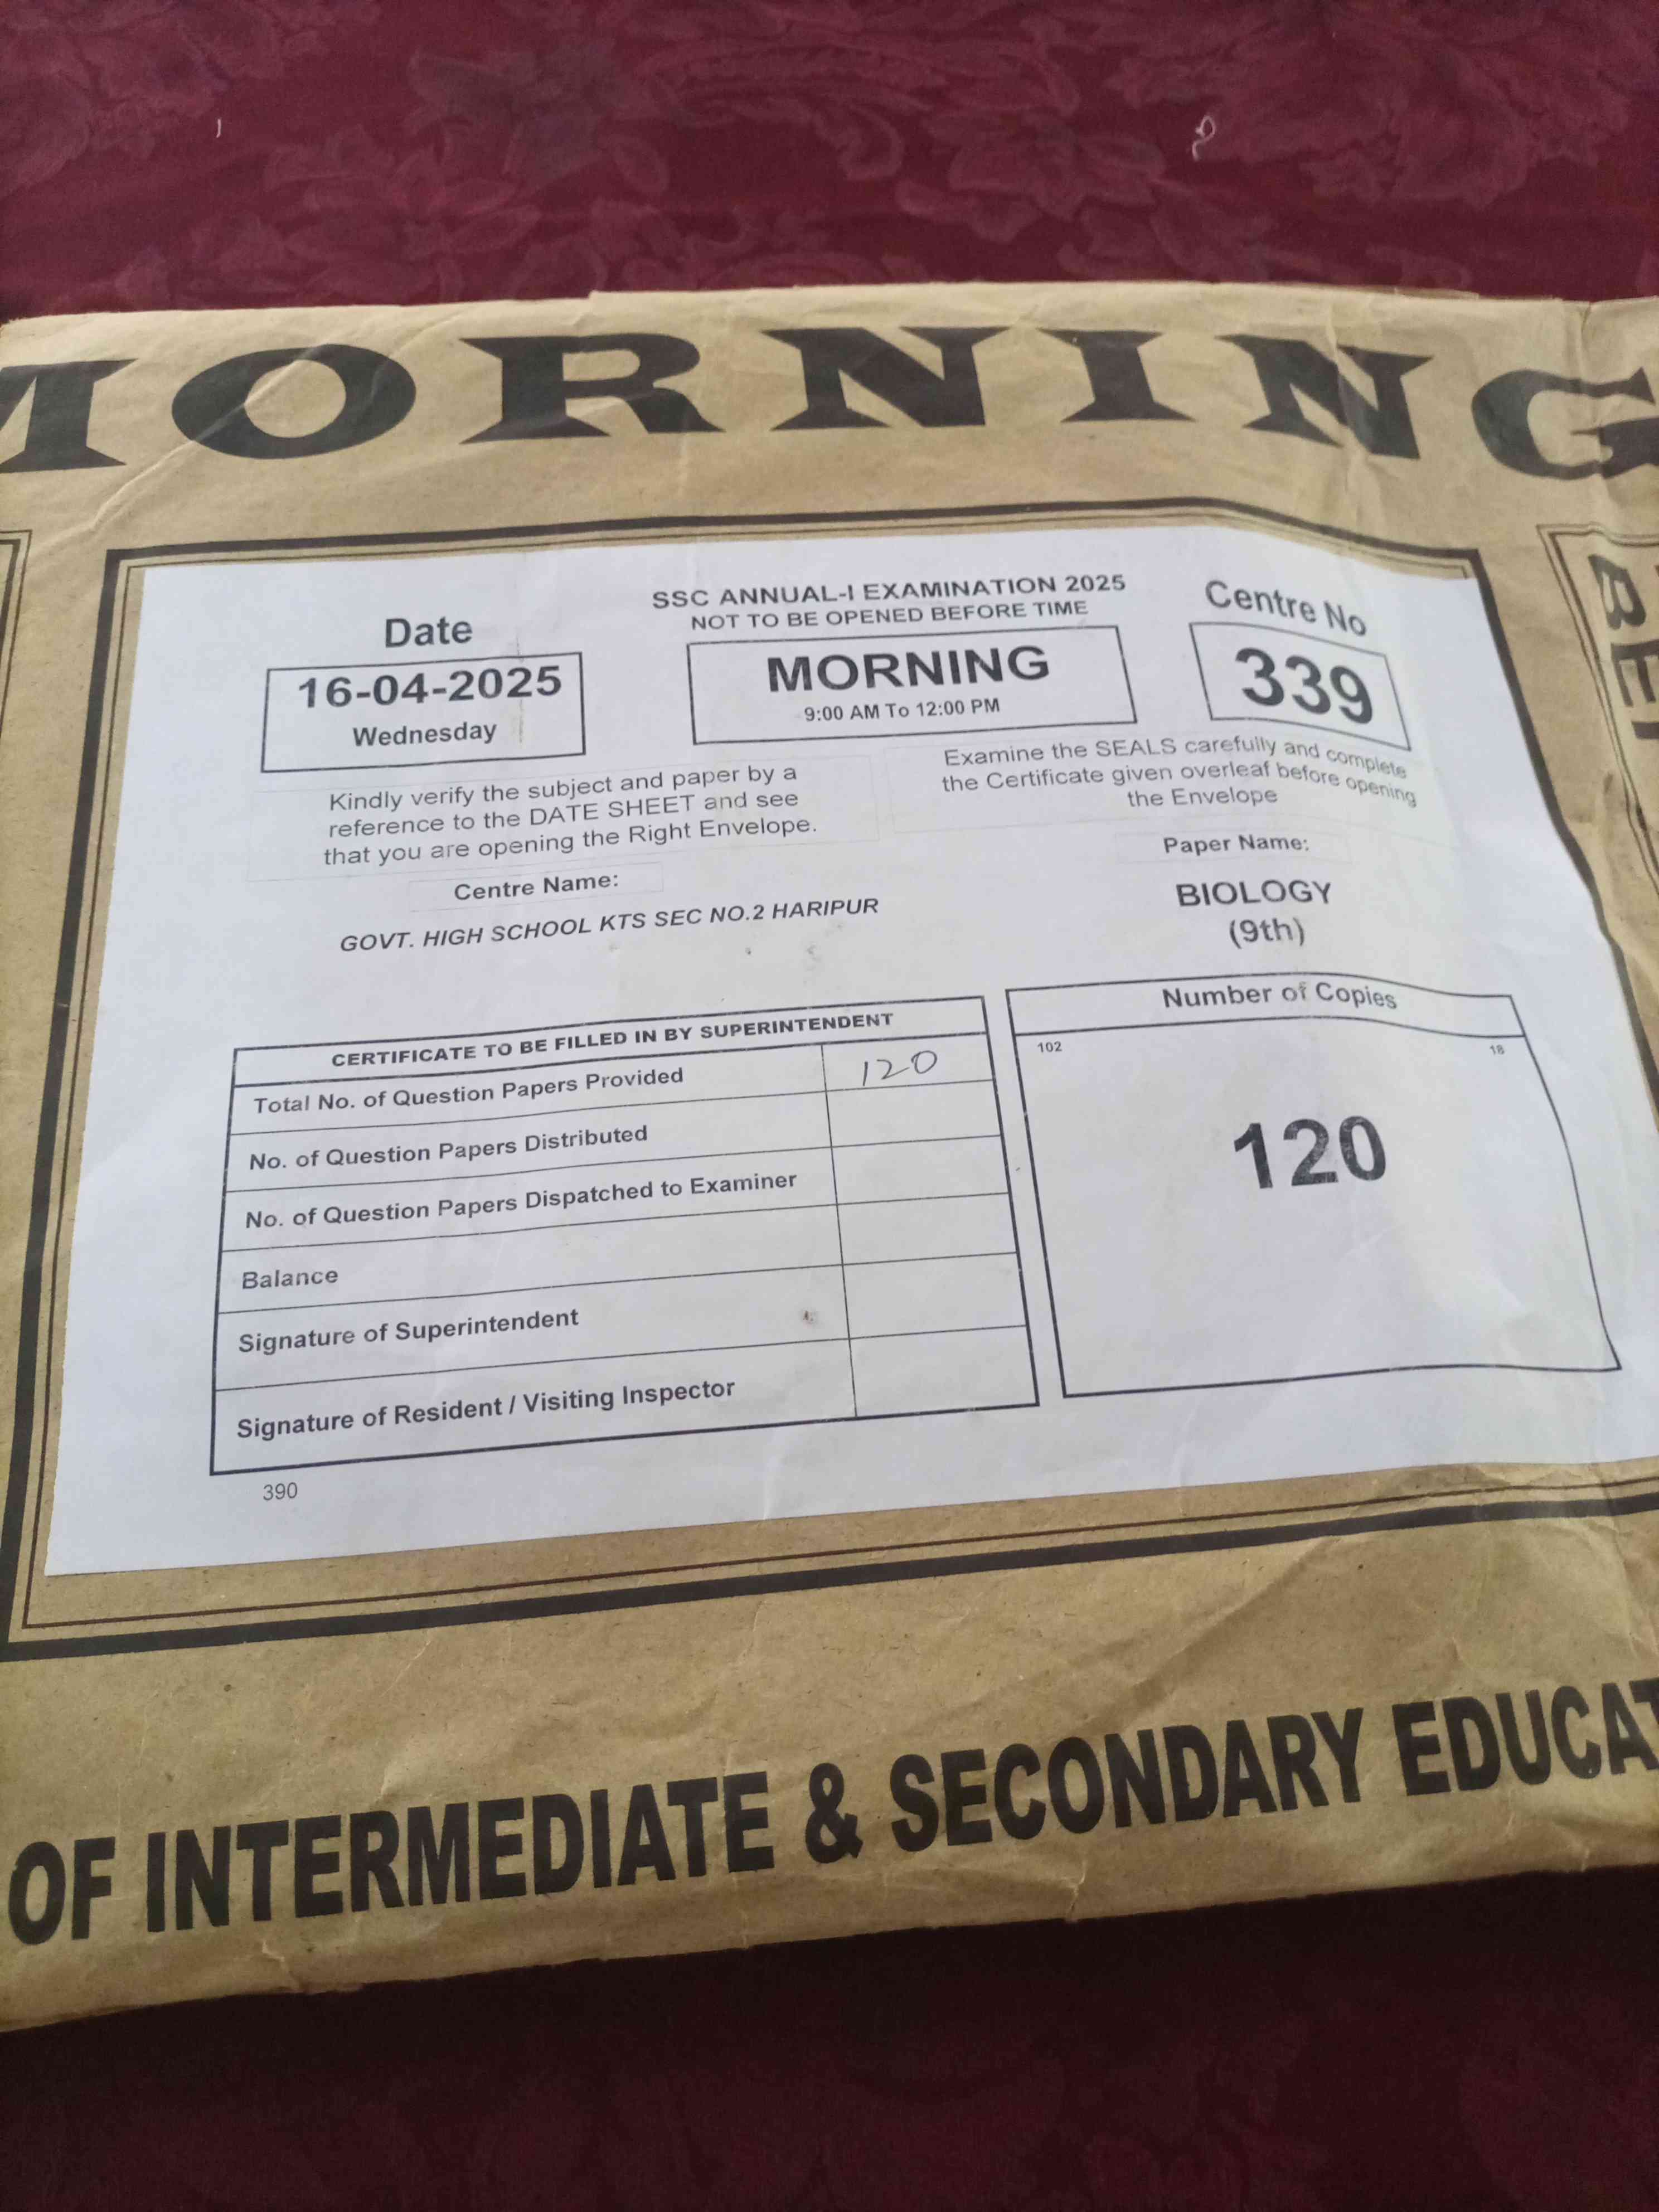 MORNING
SSC ANNUAL-I EXAMINATION 2025
NOT TO BE OPENED BEFORE TIME
Date
16-04-2025
Wednesday
MORNING
9:00 AM To 12:00 PM
Centre No
339
Kindly verify the subject and paper by a
reference to the DATE SHEET and see
that you are opening the Right Envelope.
Examine the SEALS carefully and complete
the Certificate given overleaf before opening
the Envelope
Centre Name:
GOVT. HIGH SCHOOL KTS SEC NO.2 HARIPUR
Paper Name:
BIOLOGY
(9th)
CERTIFICATE TO BE FILLED IN BY SUPERINTENDENT
Total No. of Question Papers Provided 120
No. of Question Papers Distributed
No. of Question Papers Dispatched to Examiner
Balance
Signature of Superintendent
Signature of Resident / Visiting Inspector
Number of Copies
102 18
120
390
OF INTERMEDIATE & SECONDARY EDUCAT